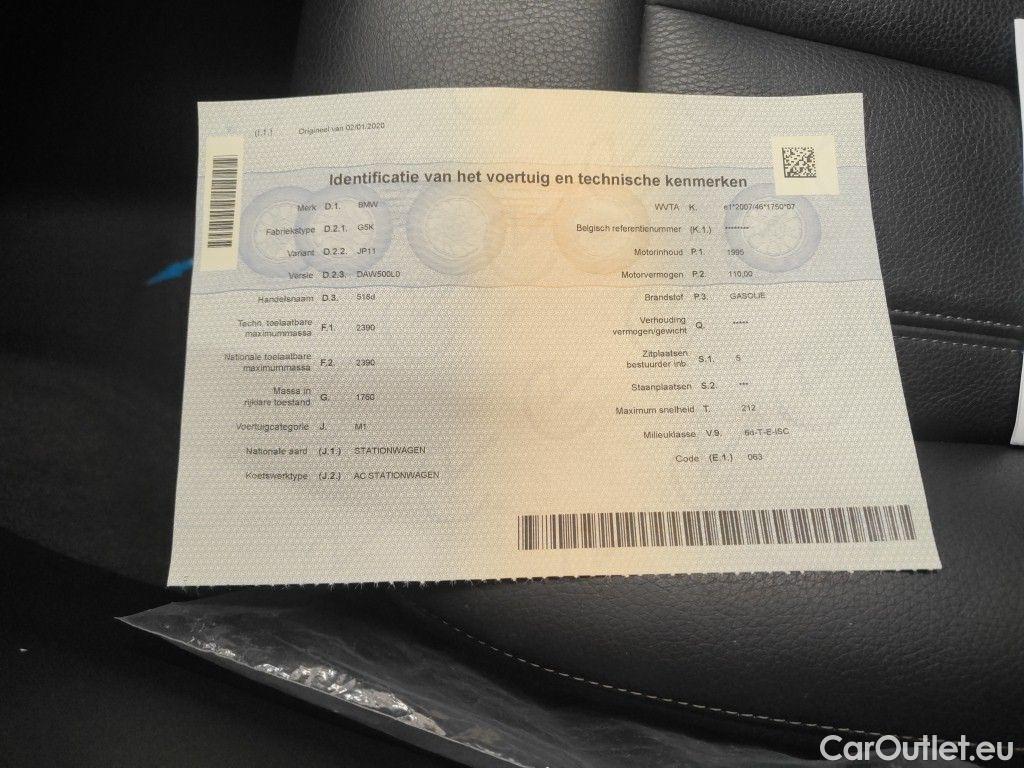 (I.1.) Origineel van 02/01/2020
Identificatie van het voertuig en technische kenmerken
Merk D.1. BMW
Fabriekstype D.2.1. G5K
Variant D.2.2. JP11
Versie D.2.3. DAW500L0
Handelsnaam D.3. 518d
Techn. toelaatbare
maximummassa F.1. 2390
Nationale toelaatbare
maximummassa F.2. 2390
Massa in
rijklare toestand G. 1760
Voertuigcategorie J. M1
Nationale aard (J.1.) STATIONWAGEN
Koetswerktype (J.2.) AC STATIONWAGEN
WVTA K. e1*2007/46*1750*07
Belgisch referentienummer (K.1.) ********
Motorinhoud P.1. 1995
Motorvermogen P.2. 110,00
Brandstof P.3. GASOLIE
Verhouding
vermogen/gewicht Q. *****
Zitplaatsen
bestuurder inb. S.1. 5
Staanplaatsen S.2. ***
Maximum snelheid T. 212
Milieuklasse V.9. 6d-T-E-ISC
Code (E.1.) 063
CarOutlet.eu